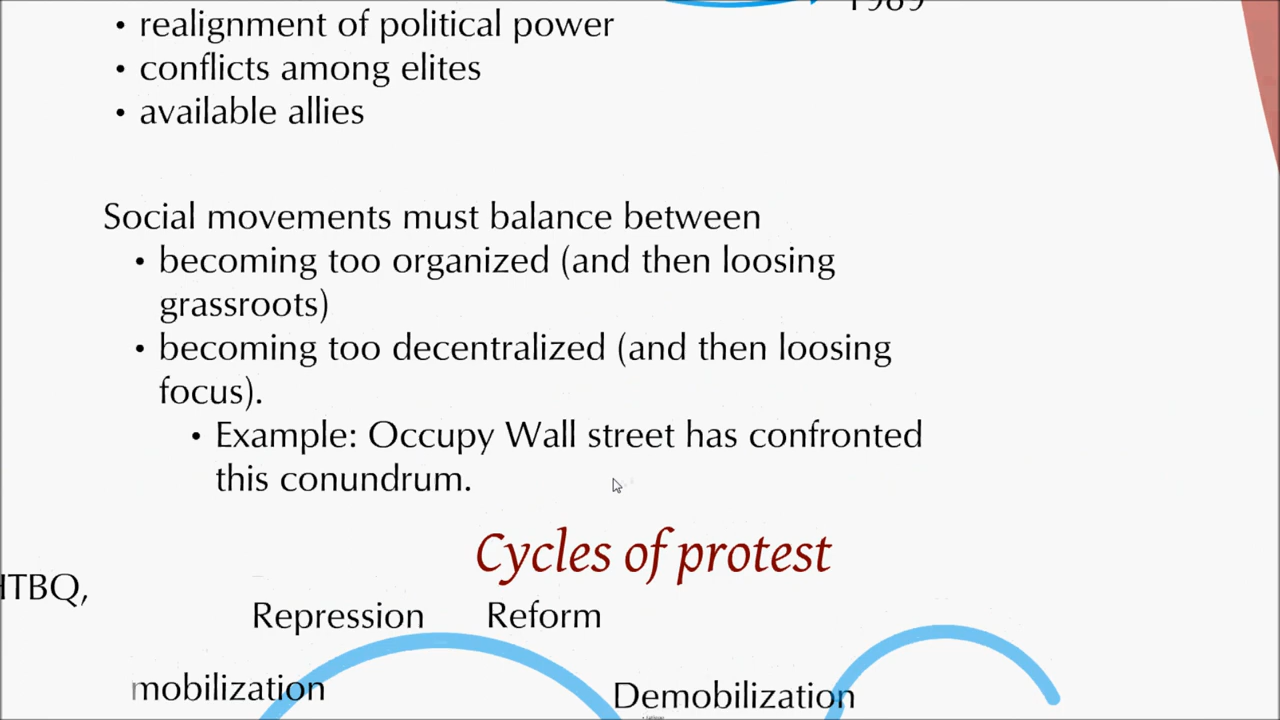 1989
• realignment of political power
• conflicts among elites
• available allies
Social movements must balance between
• becoming too organized (and then loosing
grassroots)
• becoming too decentralized (and then loosing
focus).
• Example: Occupy Wall street has confronted
this conundrum.
Cycles of protest
HTBQ,
Repression Reform
mobilization Demobilization